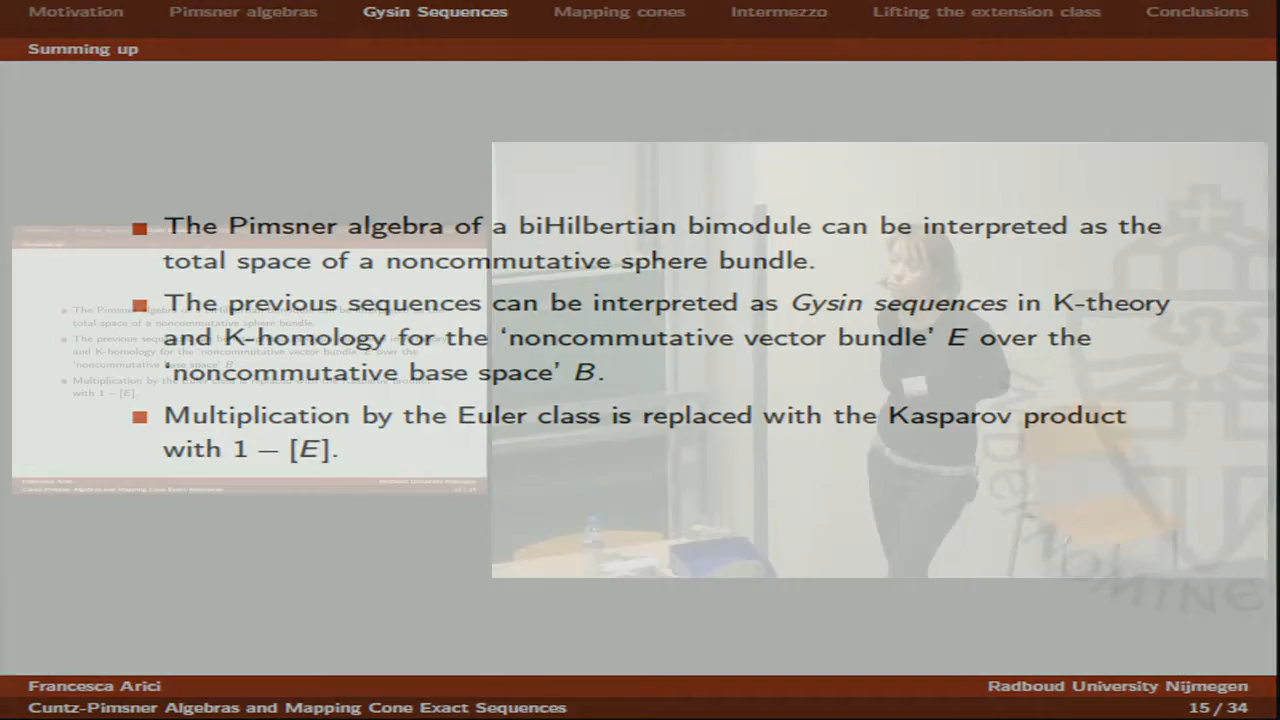 Motivation Pimsner algebras Gysin Sequences Mapping cones Intermezzo Lifting the extension class Conclusions
Summing up
The Pimsner algebra of a biHilbertian bimodule can be interpreted as the
total space of a noncommutative sphere bundle.
The previous sequences can be interpreted as Gysin sequences in K-theory
and K-homology for the 'noncommutative vector bundle' E over the
'noncommutative base space' B.
Multiplication by the Euler class is replaced with the Kasparov product
with 1 − [E].
Francesca Arici Radboud University Nijmegen
Cuntz-Pimsner Algebras and Mapping Cone Exact Sequences 15 / 34